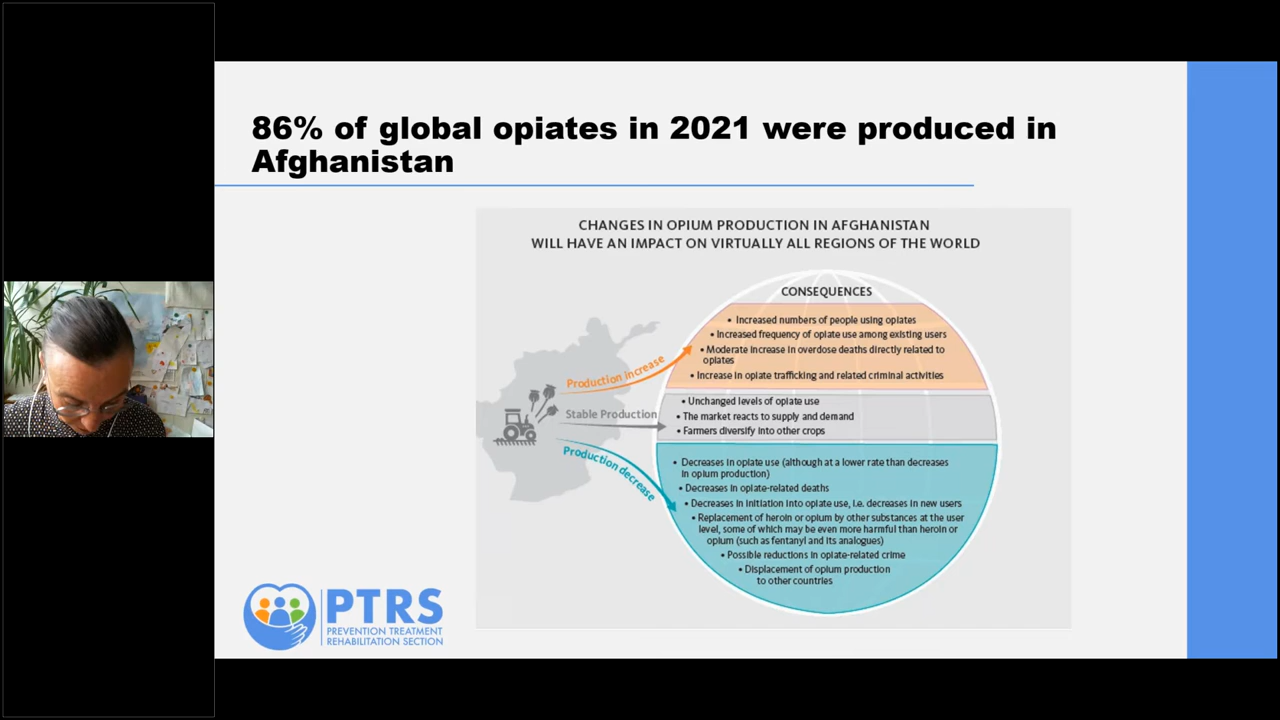 86% of global opiates in 2021 were produced in
Afghanistan
CHANGES IN OPIUM PRODUCTION IN AFGHANISTAN
WILL HAVE AN IMPACT ON VIRTUALLY ALL REGIONS OF THE WORLD
CONSEQUENCES
• Increased numbers of people using opiates
• Increased frequency of opiate use among existing users
• Moderate increase in overdose deaths directly related to
opiates
• Increase in opiate trafficking and related criminal activities
Production increase
• Unchanged levels of opiate use
• The market reacts to supply and demand
• Farmers diversify into other crops
Stable Production
Production decrease
• Decreases in opiate use (although at a lower rate than decreases
in opium production)
• Decreases in opiate-related deaths
• Decreases in initiation into opiate use, i.e. decreases in new users
• Replacement of heroin or opium by other substances at the user
level, some of which may be even more harmful than heroin or
opium (such as fentanyl and its analogues)
• Possible reductions in opiate-related crime
• Displacement of opium production
to other countries
PTRS
PREVENTION TREATMENT
REHABILITATION SECTION